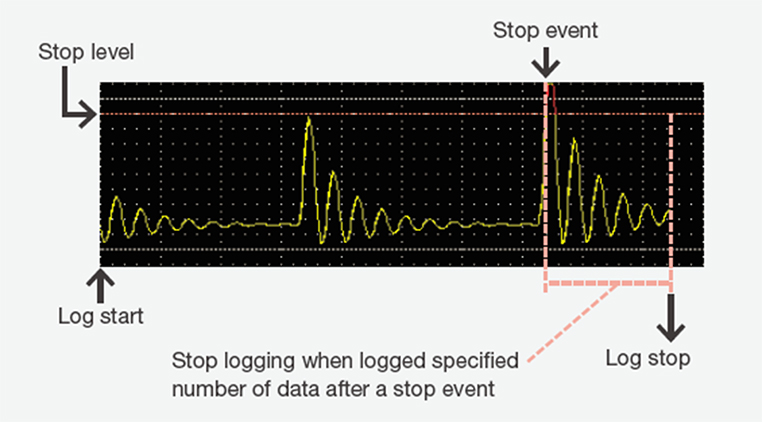 Stop event
Stop level
Log start
Log stop
Stop logging when logged specified
number of data after a stop event